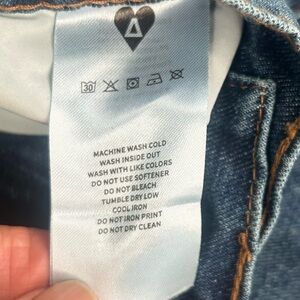 30
MACHINE WASH COLD
WASH INSIDE OUT
WASH WITH LIKE COLORS
DO NOT USE SOFTENER
DO NOT BLEACH
TUMBLE DRY LOW
COOL IRON
DO NOT IRON PRINT
DO NOT DRY CLEAN